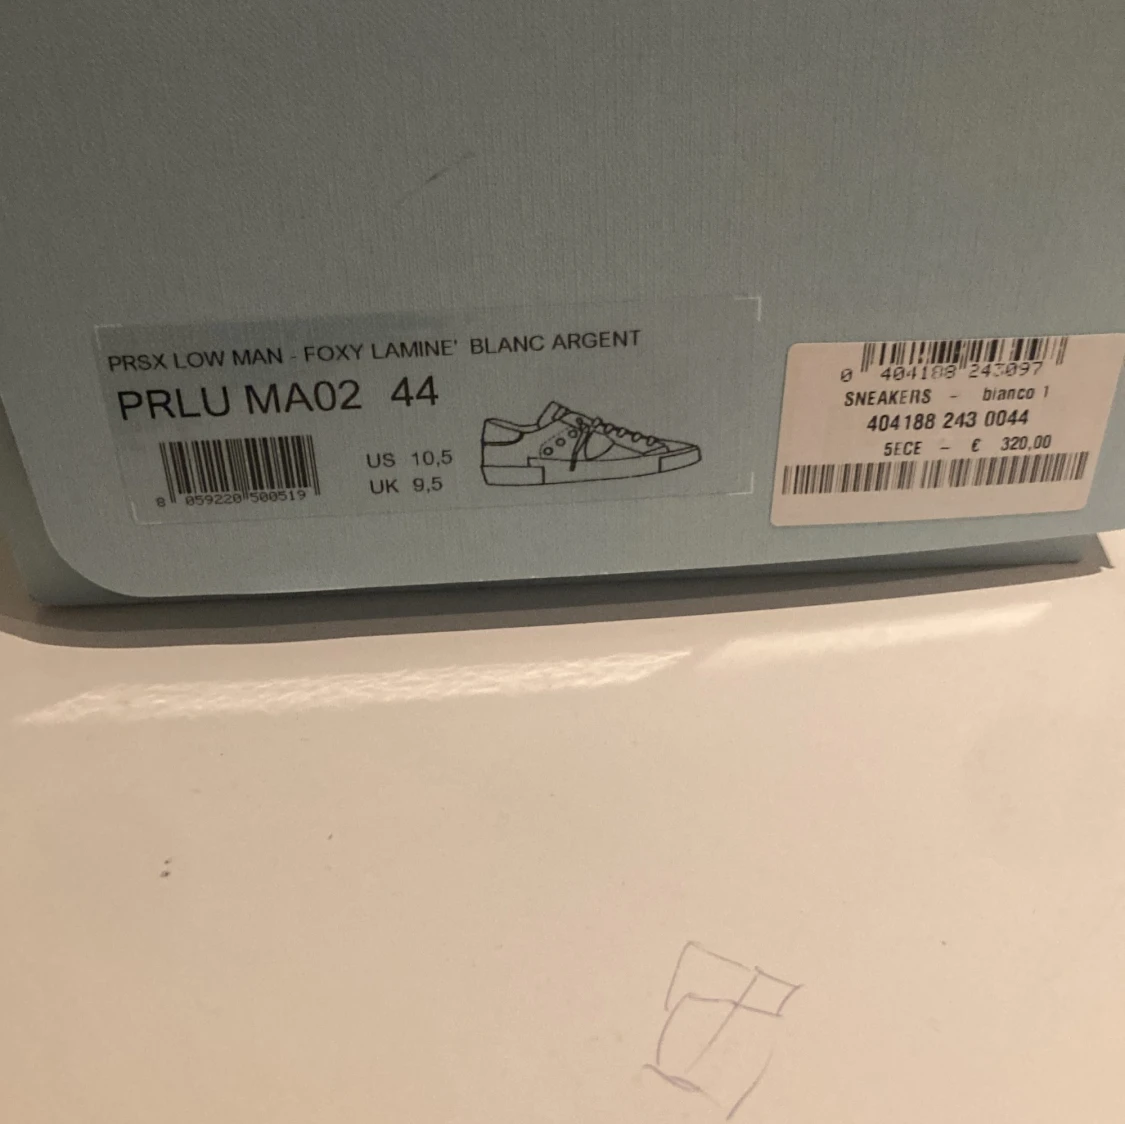 PRSX LOW MAN - FOXY LAMINE' BLANC ARGENT
PRLU MA02 44
US 10,5
UK 9,5
8 059220 500519
0 404188 243097
SNEAKERS - bianco 1
404188 243 0044
5ECE - € 320,00